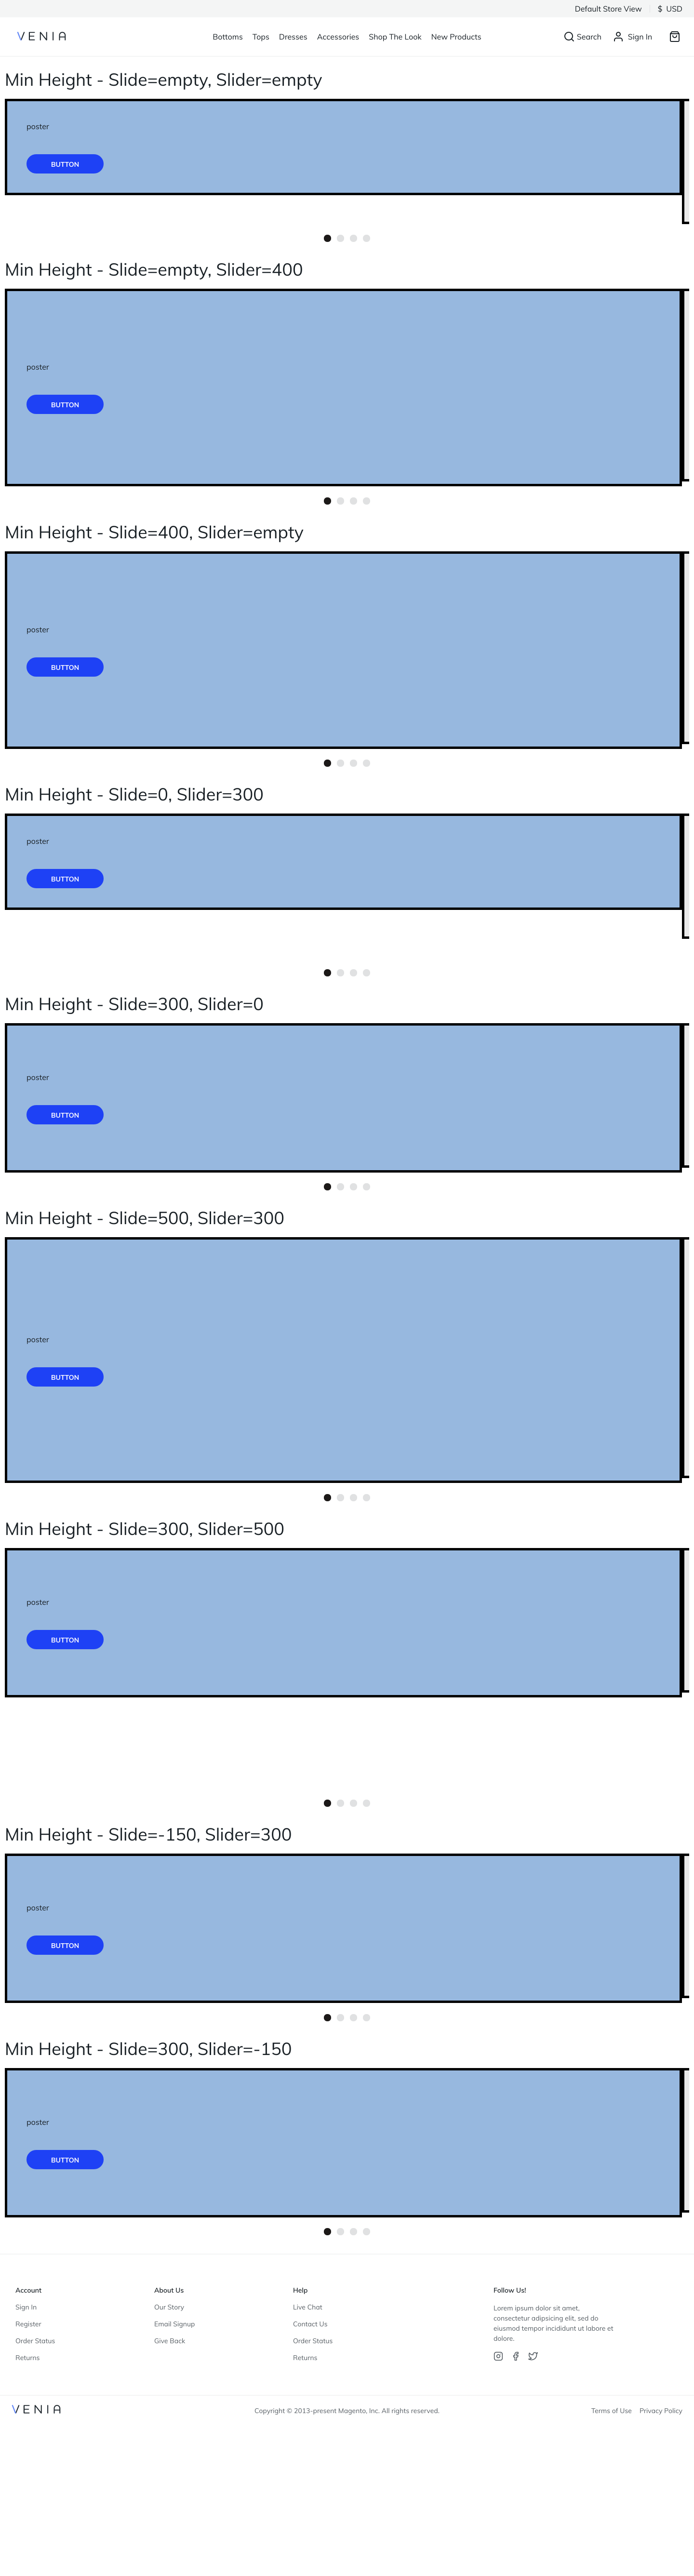 Default Store View $ USD
VENIA Bottoms Tops Dresses Accessories Shop The Look New Products Search Sign In
Min Height - Slide=empty, Slider=empty
poster
BUTTON
Min Height - Slide=empty, Slider=400
poster
BUTTON
Min Height - Slide=400, Slider=empty
poster
BUTTON
Min Height - Slide=0, Slider=300
poster
BUTTON
Min Height - Slide=300, Slider=0
poster
BUTTON
Min Height - Slide=500, Slider=300
poster
BUTTON
Min Height - Slide=300, Slider=500
poster
BUTTON
Min Height - Slide=-150, Slider=300
poster
BUTTON
Min Height - Slide=300, Slider=-150
poster
BUTTON
Account
Sign In
Register
Order Status
Returns
About Us
Our Story
Email Signup
Give Back
Help
Live Chat
Contact Us
Order Status
Returns
Follow Us!
Lorem ipsum dolor sit amet,
consectetur adipsicing elit, sed do
eiusmod tempor incididunt ut labore et
dolore.
VENIA Copyright © 2013-present Magento, Inc. All rights reserved. Terms of Use Privacy Policy